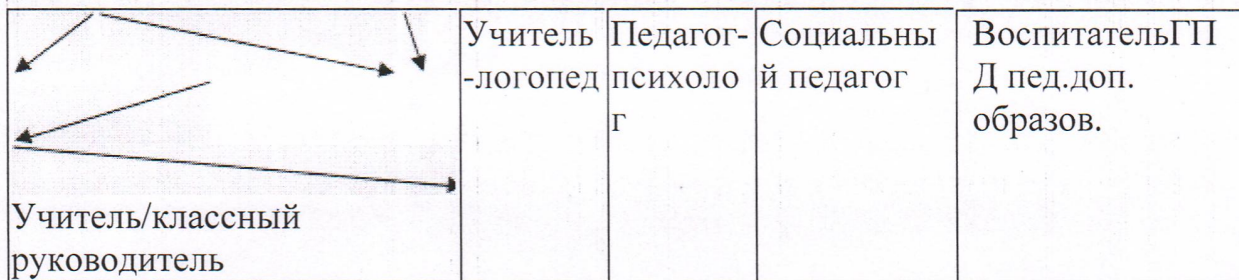 Учитель/классный
руководитель
Учитель
-логопед
Педагог-
психоло
г
Социальны
й педагог
ВоспитательГП
Д пед.доп.
образов.